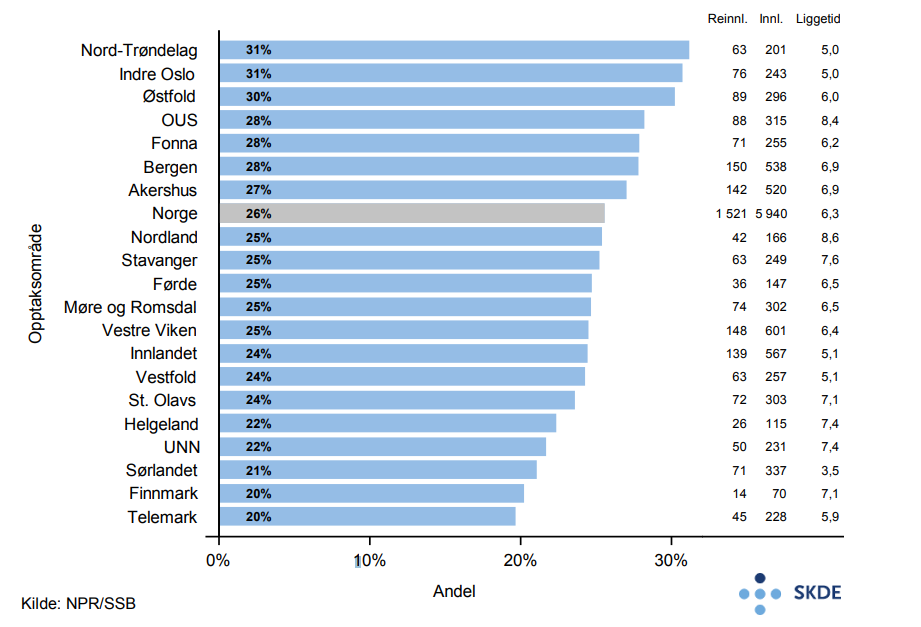 Reinnl. Innl. Liggetid
Nord-Trøndelag 31% 63 201 5,0
Indre Oslo 31% 76 243 5,0
Østfold 30% 89 296 6,0
OUS 28% 88 315 8,4
Fonna 28% 71 255 6,2
Bergen 28% 150 538 6,9
Akershus 27% 142 520 6,9
Norge 26% 1 521 5 940 6,3
Nordland 25% 42 166 8,6
Stavanger 25% 63 249 7,6
Førde 25% 36 147 6,5
Møre og Romsdal 25% 74 302 6,5
Vestre Viken 25% 148 601 6,4
Innlandet 24% 139 567 5,1
Vestfold 24% 63 257 5,1
St. Olavs 24% 72 303 7,1
Helgeland 22% 26 115 7,4
UNN 22% 50 231 7,4
Sørlandet 21% 71 337 3,5
Finnmark 20% 14 70 7,1
Telemark 20% 45 228 5,9
Opptaksområde
0% 10% 20% 30%
Andel
Kilde: NPR/SSB
SKDE